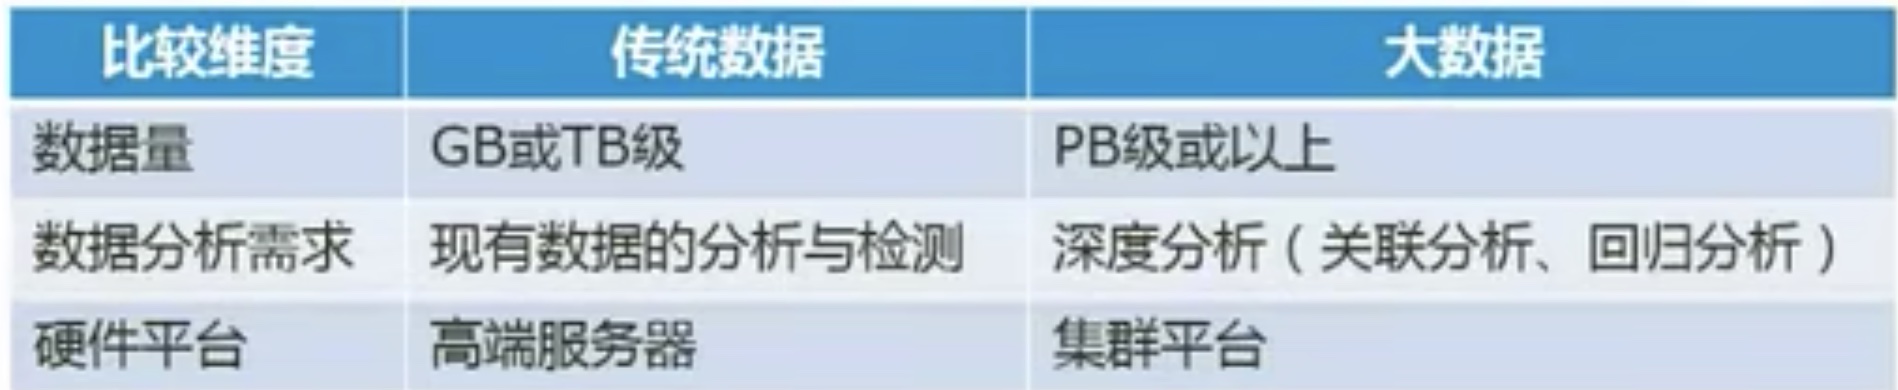 比较维度 传统数据 大数据
数据量 GB或TB级 PB级或以上
数据分析需求 现有数据的分析与检测 深度分析（关联分析、回归分析）
硬件平台 高端服务器 集群平台